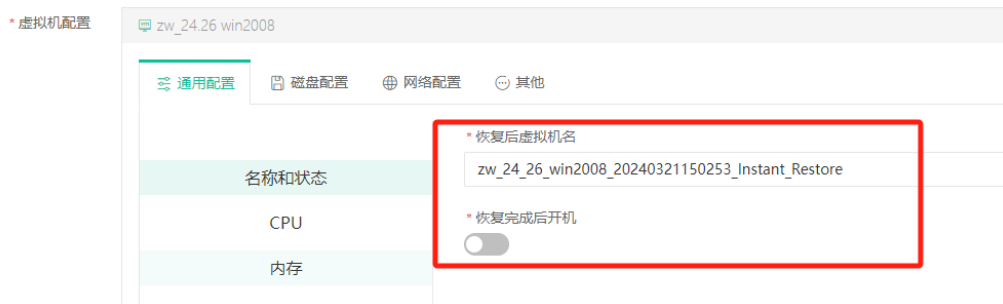 * 虚拟机配置
zw_24.26 win2008
通用配置 磁盘配置 网络配置 其他
* 恢复后虚拟机名
zw_24_26_win2008_20240321150253_Instant_Restore
名称和状态
* 恢复完成后开机
CPU
内存